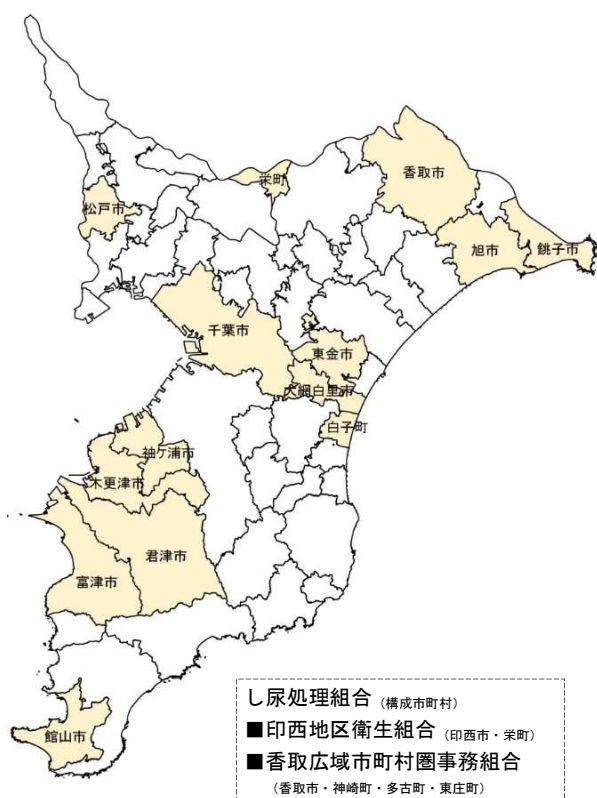 香取市
栄町
松戸市
旭市
銚子市
千葉市
東金市
大網白里市
白子町
袖ケ浦市
木更津市
君津市
富津市
館山市
し尿処理組合（構成市町村）
■印西地区衛生組合（印西市・栄町）
■香取広域市町村圏事務組合
（香取市・神崎町・多古町・東庄町）